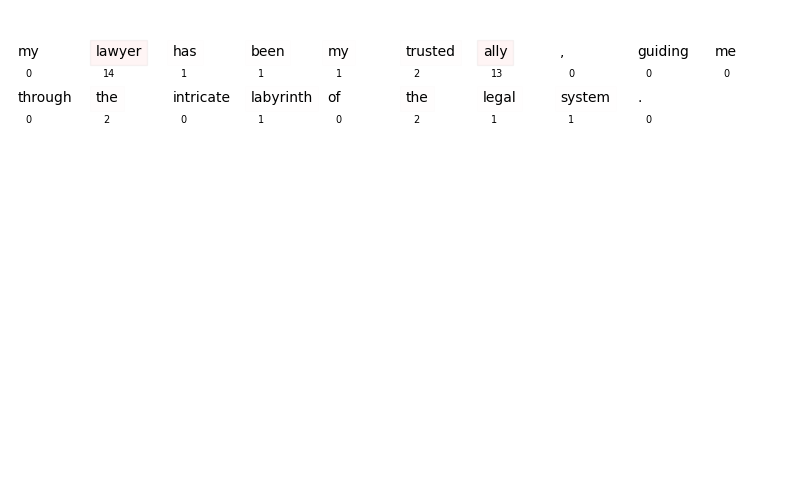 my lawyer has been my trusted ally , guiding me
0 14 1 1 1 2 13 0 0 0
through the intricate labyrinth of the legal system .
0 2 0 1 0 2 1 1 0